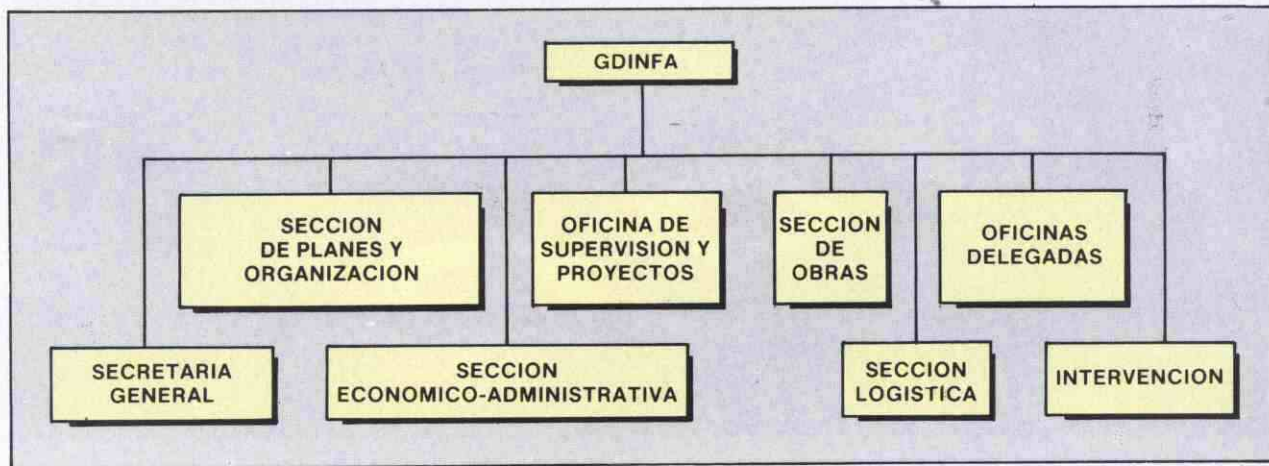 GDINFA
SECCION
DE PLANES Y
ORGANIZACION
OFICINA DE
SUPERVISION Y
PROYECTOS
SECCION
DE
OBRAS
OFICINAS
DELEGADAS
SECRETARIA
GENERAL
SECCION
ECONOMICO-ADMINISTRATIVA
SECCION
LOGISTICA
INTERVENCION